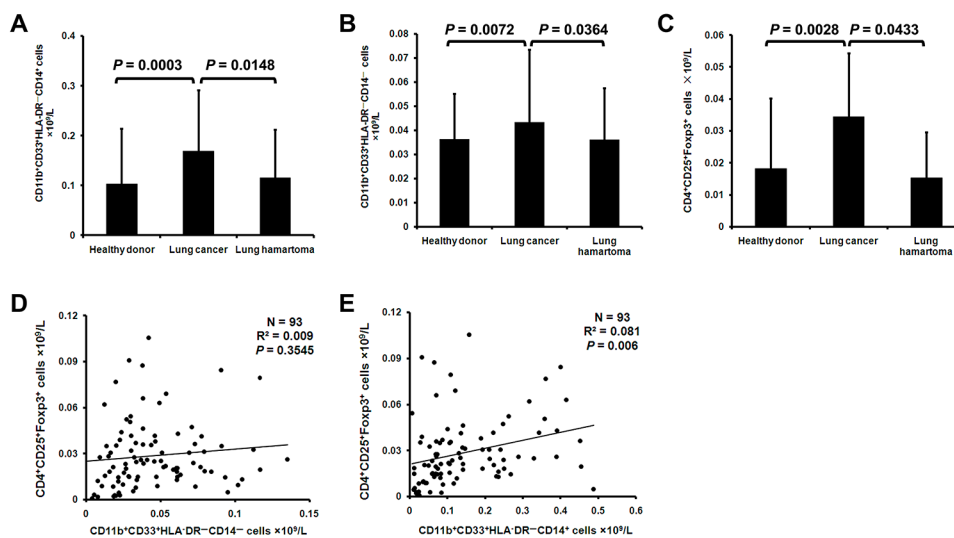 A
CD11b⁺CD33⁺HLA-DR⁻CD14⁺ cells
×10⁹/L
0.4
0.3
0.2
0.1
0
P = 0.0003
P = 0.0148
Healthy donor
Lung cancer
Lung hamartoma
B
CD11b⁺CD33⁺HLA-DR⁻CD14⁻ cells
×10⁹/L
0.08
0.07
0.06
0.05
0.04
0.03
0.02
0.01
0
P = 0.0072
P = 0.0364
Healthy donor
Lung cancer
Lung
hamartoma
C
CD4⁺CD25⁺Foxp3⁺ cells ×10⁹/L
0.06
0.05
0.04
0.03
0.02
0.01
0
P = 0.0028
P = 0.0433
Healthy donor
Lung cancer
Lung
hamartoma
D
CD4⁺CD25⁺Foxp3⁺ cells ×10⁹/L
0.12
0.09
0.06
0.03
0
N = 93
R² = 0.009
P = 0.3545
0
0.05
0.1
0.15
CD11b⁺CD33⁺HLA⁻DR⁻CD14⁻ cells ×10⁹/L
E
CD4⁺CD25⁺Foxp3⁺ cells ×10⁹/L
0.12
0.09
0.06
0.03
0.00
N = 93
R² = 0.081
P = 0.006
0
0.1
0.2
0.3
0.4
0.5
0.6
CD11b⁺CD33⁺HLA⁻DR⁻CD14⁺ cells ×10⁹/L